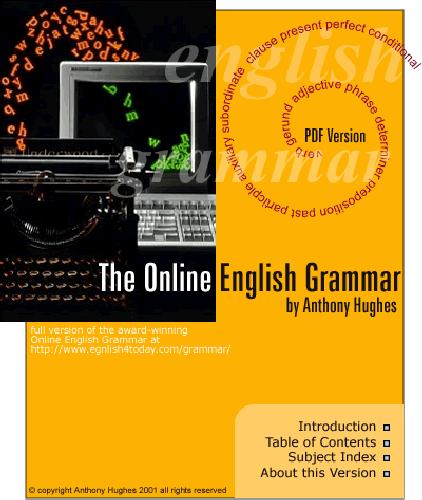 english
clause present perfect conditional
subordinate
auxiliary
participle
past
preposition
determiner
phrase
adjective
gerund
verb
PDF Version
grammar
Underwood
The Online English Grammar
by Anthony Hughes
full version of the award-winning
Online English Grammar at
http://www.egnlish4today.com/grammar/
Introduction
Table of Contents
Subject Index
About this Version
© copyright Anthony Hughes 2001 all rights reserved